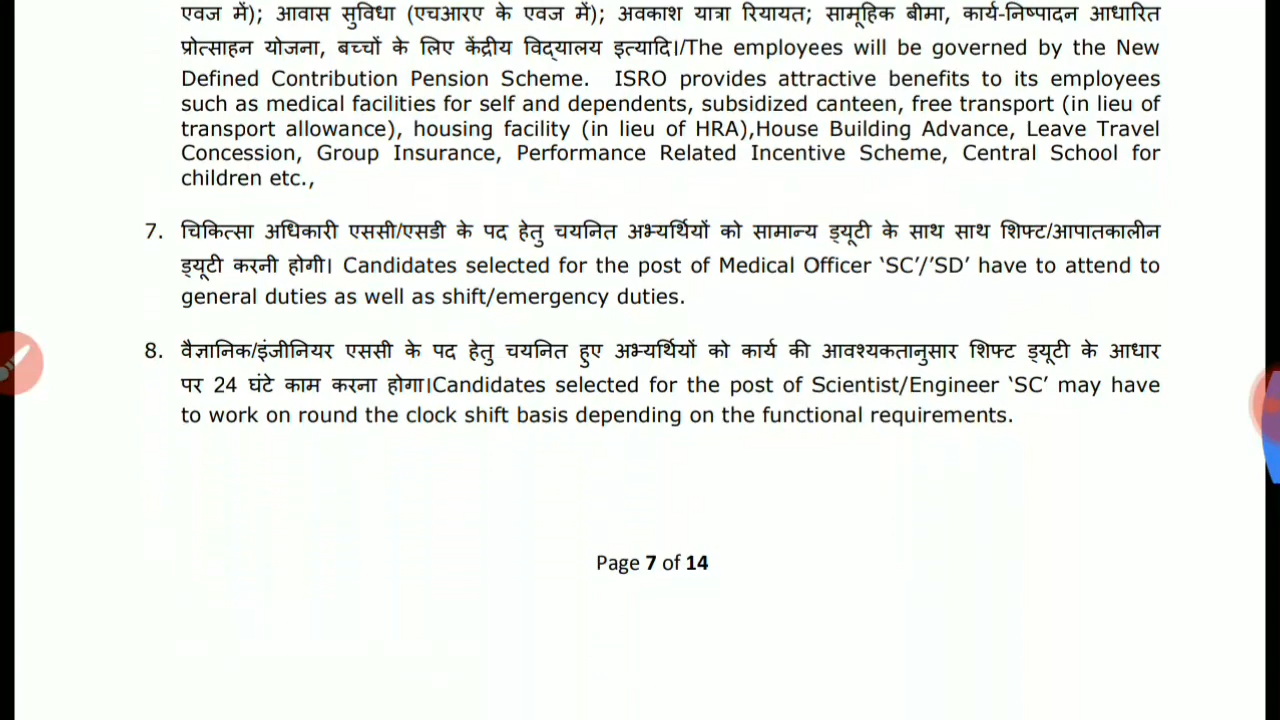 एवज में); आवास सुविधा (एचआरए के एवज में); अवकाश यात्रा रियायत; सामूहिक बीमा, कार्य-निष्पादन आधारित
प्रोत्साहन योजना, बच्चों के लिए केंद्रीय विद्यालय इत्यादि।/The employees will be governed by the New
Defined Contribution Pension Scheme. ISRO provides attractive benefits to its employees
such as medical facilities for self and dependents, subsidized canteen, free transport (in lieu of
transport allowance), housing facility (in lieu of HRA),House Building Advance, Leave Travel
Concession, Group Insurance, Performance Related Incentive Scheme, Central School for
children etc.,
7. चिकित्सा अधिकारी एससी/एसडी के पद हेतु चयनित अभ्यर्थियों को सामान्य ड्यूटी के साथ साथ शिफ्ट/आपातकालीन
ड्यूटी करनी होगी। Candidates selected for the post of Medical Officer ‘SC’/’SD’ have to attend to
general duties as well as shift/emergency duties.
8. वैज्ञानिक/इंजीनियर एससी के पद हेतु चयनित हुए अभ्यर्थियों को कार्य की आवश्यकतानुसार शिफ्ट ड्यूटी के आधार
पर 24 घंटे काम करना होगा।Candidates selected for the post of Scientist/Engineer ‘SC’ may have
to work on round the clock shift basis depending on the functional requirements.
Page 7 of 14